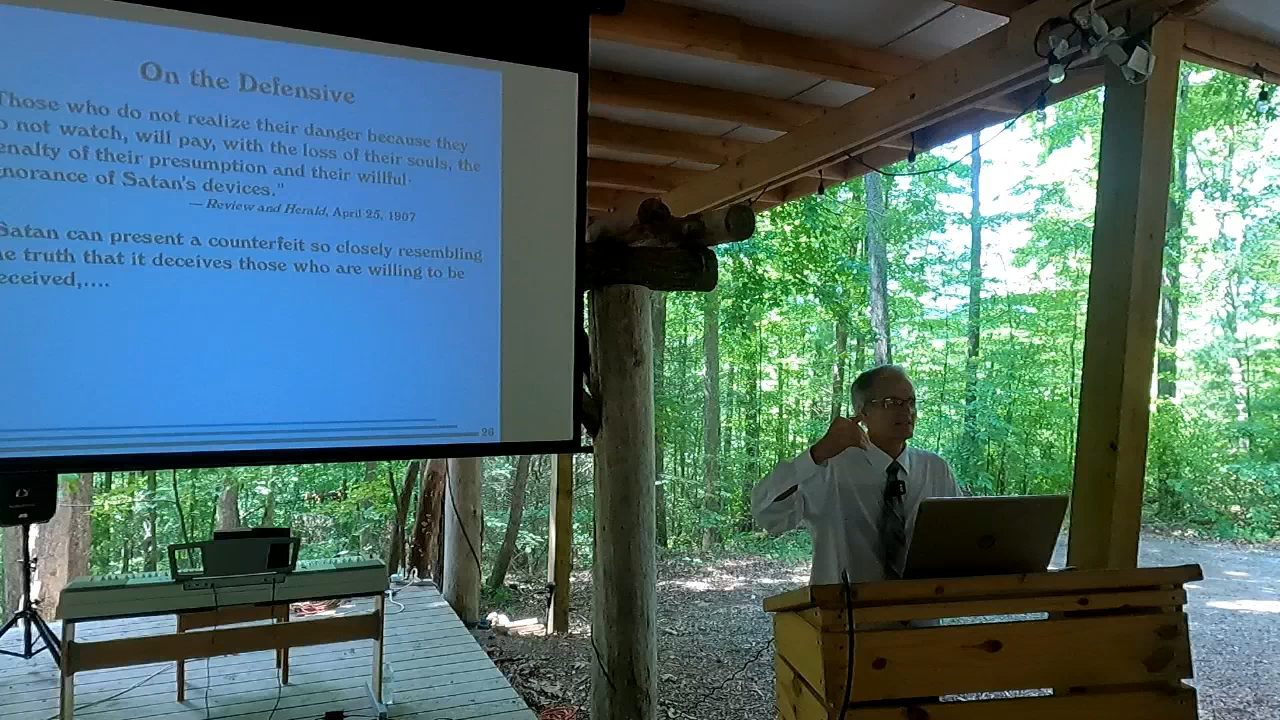 On the Defensive
Those who do not realize their danger because they
o not watch, will pay, with the loss of their souls, the
enalty of their presumption and their willful
gnorance of Satan's devices."
— Review and Herald, April 25, 1907
Satan can present a counterfeit so closely resembling
he truth that it deceives those who are willing to be
eceived,....
26